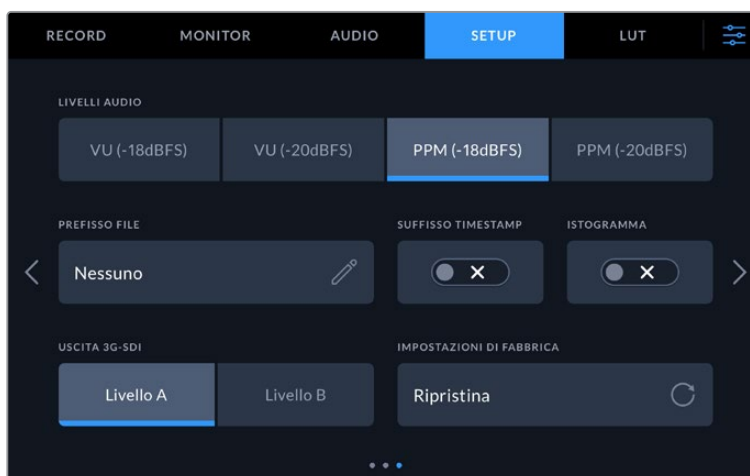 RECORD MONITOR AUDIO SETUP LUT
LIVELLI AUDIO
VU (-18dBFS) VU (-20dBFS) PPM (-18dBFS) PPM (-20dBFS)
PREFISSO FILE SUFFISSO TIMESTAMP ISTOGRAMMA
Nessuno
USCITA 3G-SDI IMPOSTAZIONI DI FABBRICA
Livello A Livello B Ripristina